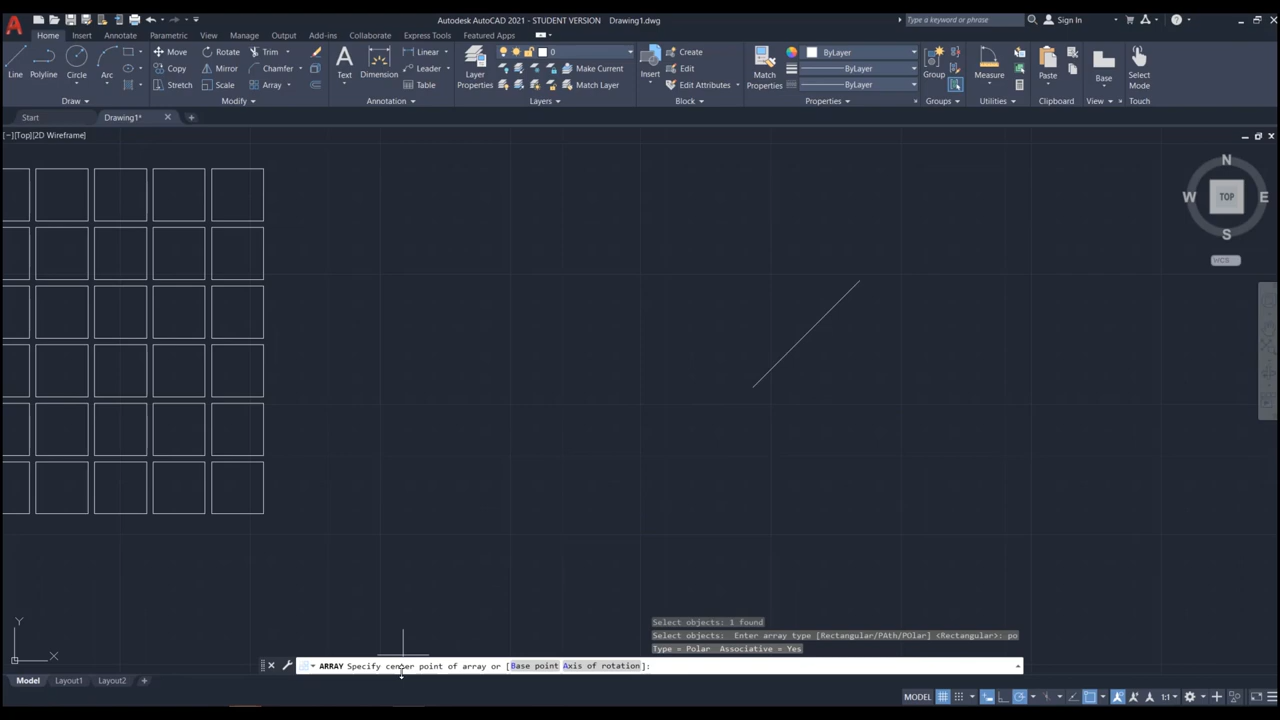 Autodesk AutoCAD 2021 - STUDENT VERSION Drawing1.dwg
Type a keyword or phrase
Sign In
Home Insert Annotate Parametric View Manage Output Add-ins Collaborate Express Tools Featured Apps
Line Polyline Circle Arc
Move Rotate Trim
Copy Mirror Chamfer
Stretch Scale Array
Text Dimension
Linear
Leader
Table
Layer Properties
0
Make Current
Match Layer
Insert
Create
Edit
Edit Attributes
Match Properties
ByLayer
ByLayer
ByLayer
Group Measure Paste Base Select Mode
Draw Modify Annotation Layers Block Properties Groups Utilities Clipboard View Touch
Start Drawing1*
[−][Top][2D Wireframe]
N
W TOP E
S
WCS
Y
X
Select objects: 1 found
Select objects: Enter array type [Rectangular/PAth/POlar] <Rectangular>: po
Type = Polar Associative = Yes
ARRAY Specify center point of array or [Base point Axis of rotation]:
Model Layout1 Layout2
MODEL 1:1